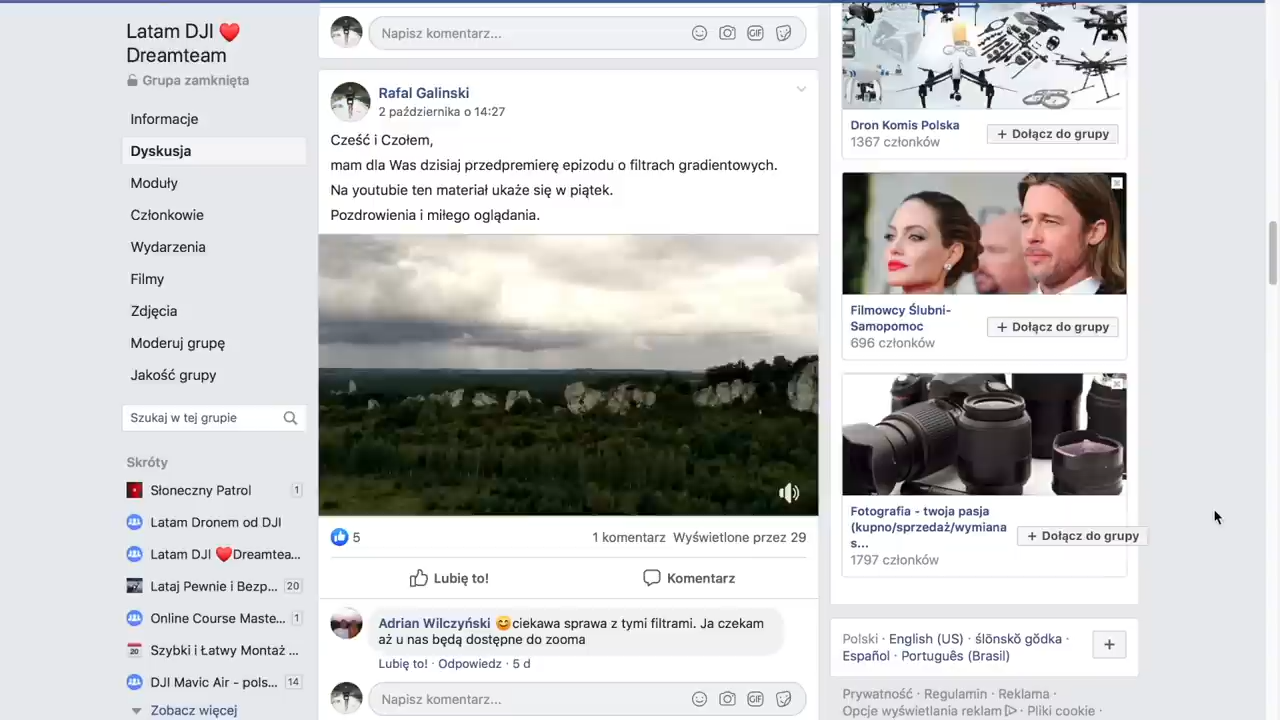 Latam DJI ❤️
Dreamteam
Grupa zamknięta
Informacje
Dyskusja
Moduły
Członkowie
Wydarzenia
Filmy
Zdjęcia
Moderuj grupę
Jakość grupy
Szukaj w tej grupie
Skróty
Słoneczny Patrol 1
Latam Dronem od DJI
Latam DJI ❤️Dreamtea...
Lataj Pewnie i Bezp... 20
Online Course Maste... 1
Szybki i Łatwy Montaż ...
DJI Mavic Air - pols... 14
Zobacz więcej
Napisz komentarz...
GIF
Rafal Galinski
2 października o 14:27
Cześć i Czołem,
mam dla Was dzisiaj przedpremierę epizodu o filtrach gradientowych.
Na youtubie ten materiał ukaże się w piątek.
Pozdrowienia i miłego oglądania.
5
1 komentarz Wyświetlone przez 29
Lubię to! Komentarz
Adrian Wilczyński 😄ciekawa sprawa z tymi filtrami. Ja czekam
aż u nas będą dostępne do zooma
Lubię to! · Odpowiedz · 5 d
Napisz komentarz...
GIF
Dron Komis Polska
1367 członków
+ Dołącz do grupy
Filmowcy Ślubni-
Samopomoc
696 członków
+ Dołącz do grupy
Fotografia - twoja pasja
(kupno/sprzedaż/wymiana
s...
1797 członków
+ Dołącz do grupy
Polski · English (US) · ślōnskŏ gŏdka ·
Español · Português (Brasil)
+
Prywatność · Regulamin · Reklama ·
Opcje wyświetlania reklam · Pliki cookie ·